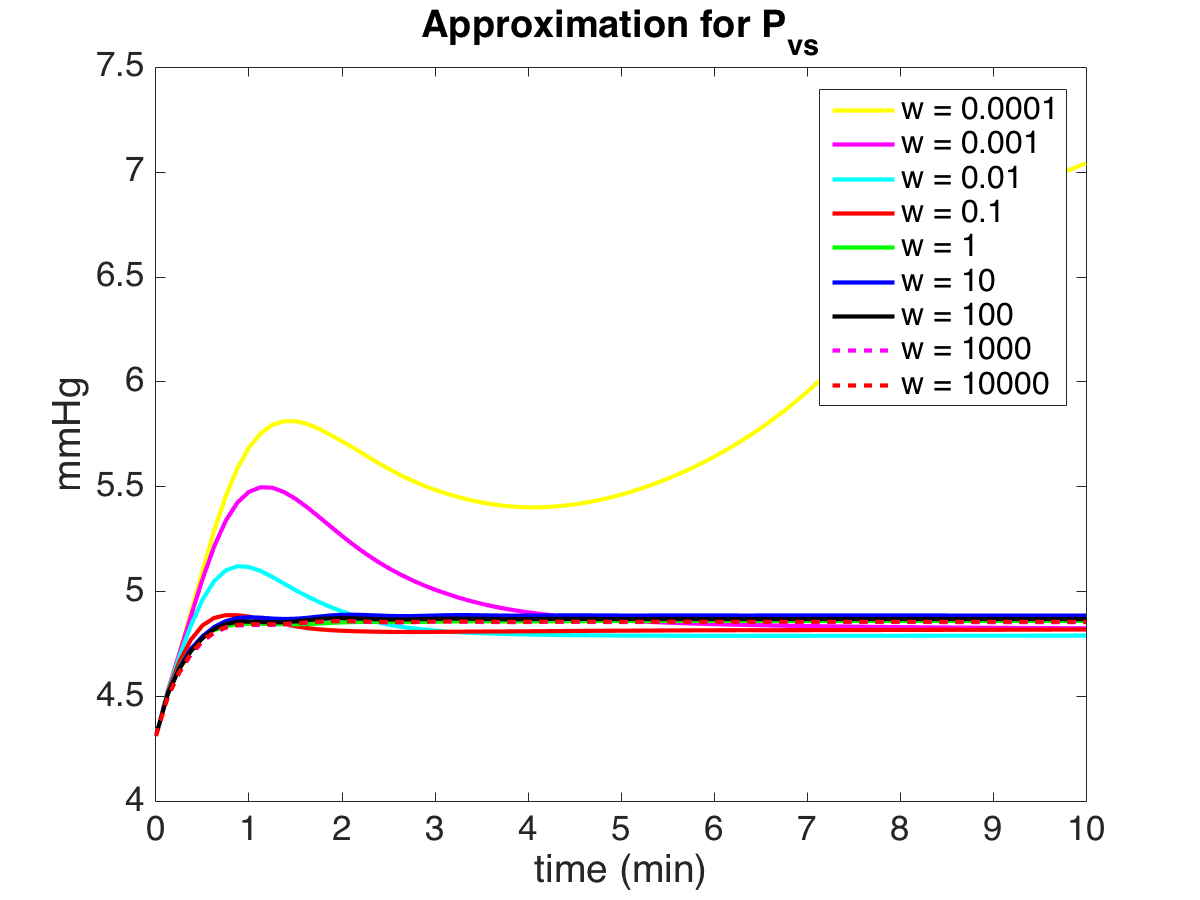 Approximation for P_vs
7.5
7
6.5
6
5.5
5
4.5
4
mmHg
w = 0.0001
w = 0.001
w = 0.01
w = 0.1
w = 1
w = 10
w = 100
w = 1000
w = 10000
0 1 2 3 4 5 6 7 8 9 10
time (min)